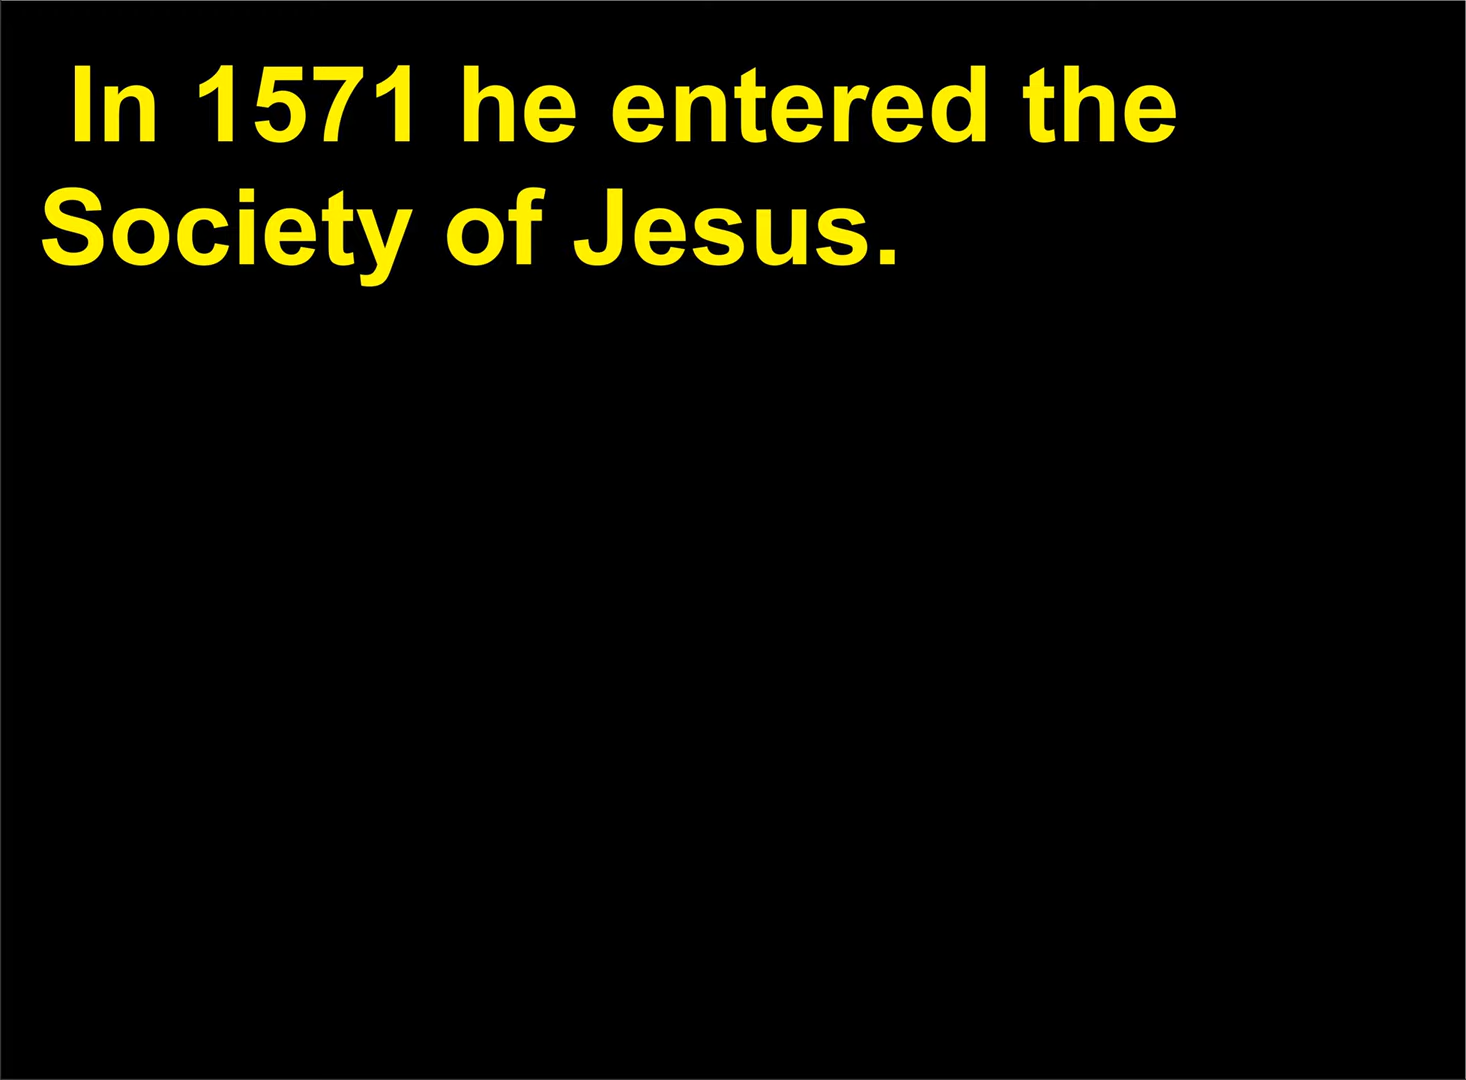 In 1571 he entered the
Society of Jesus.